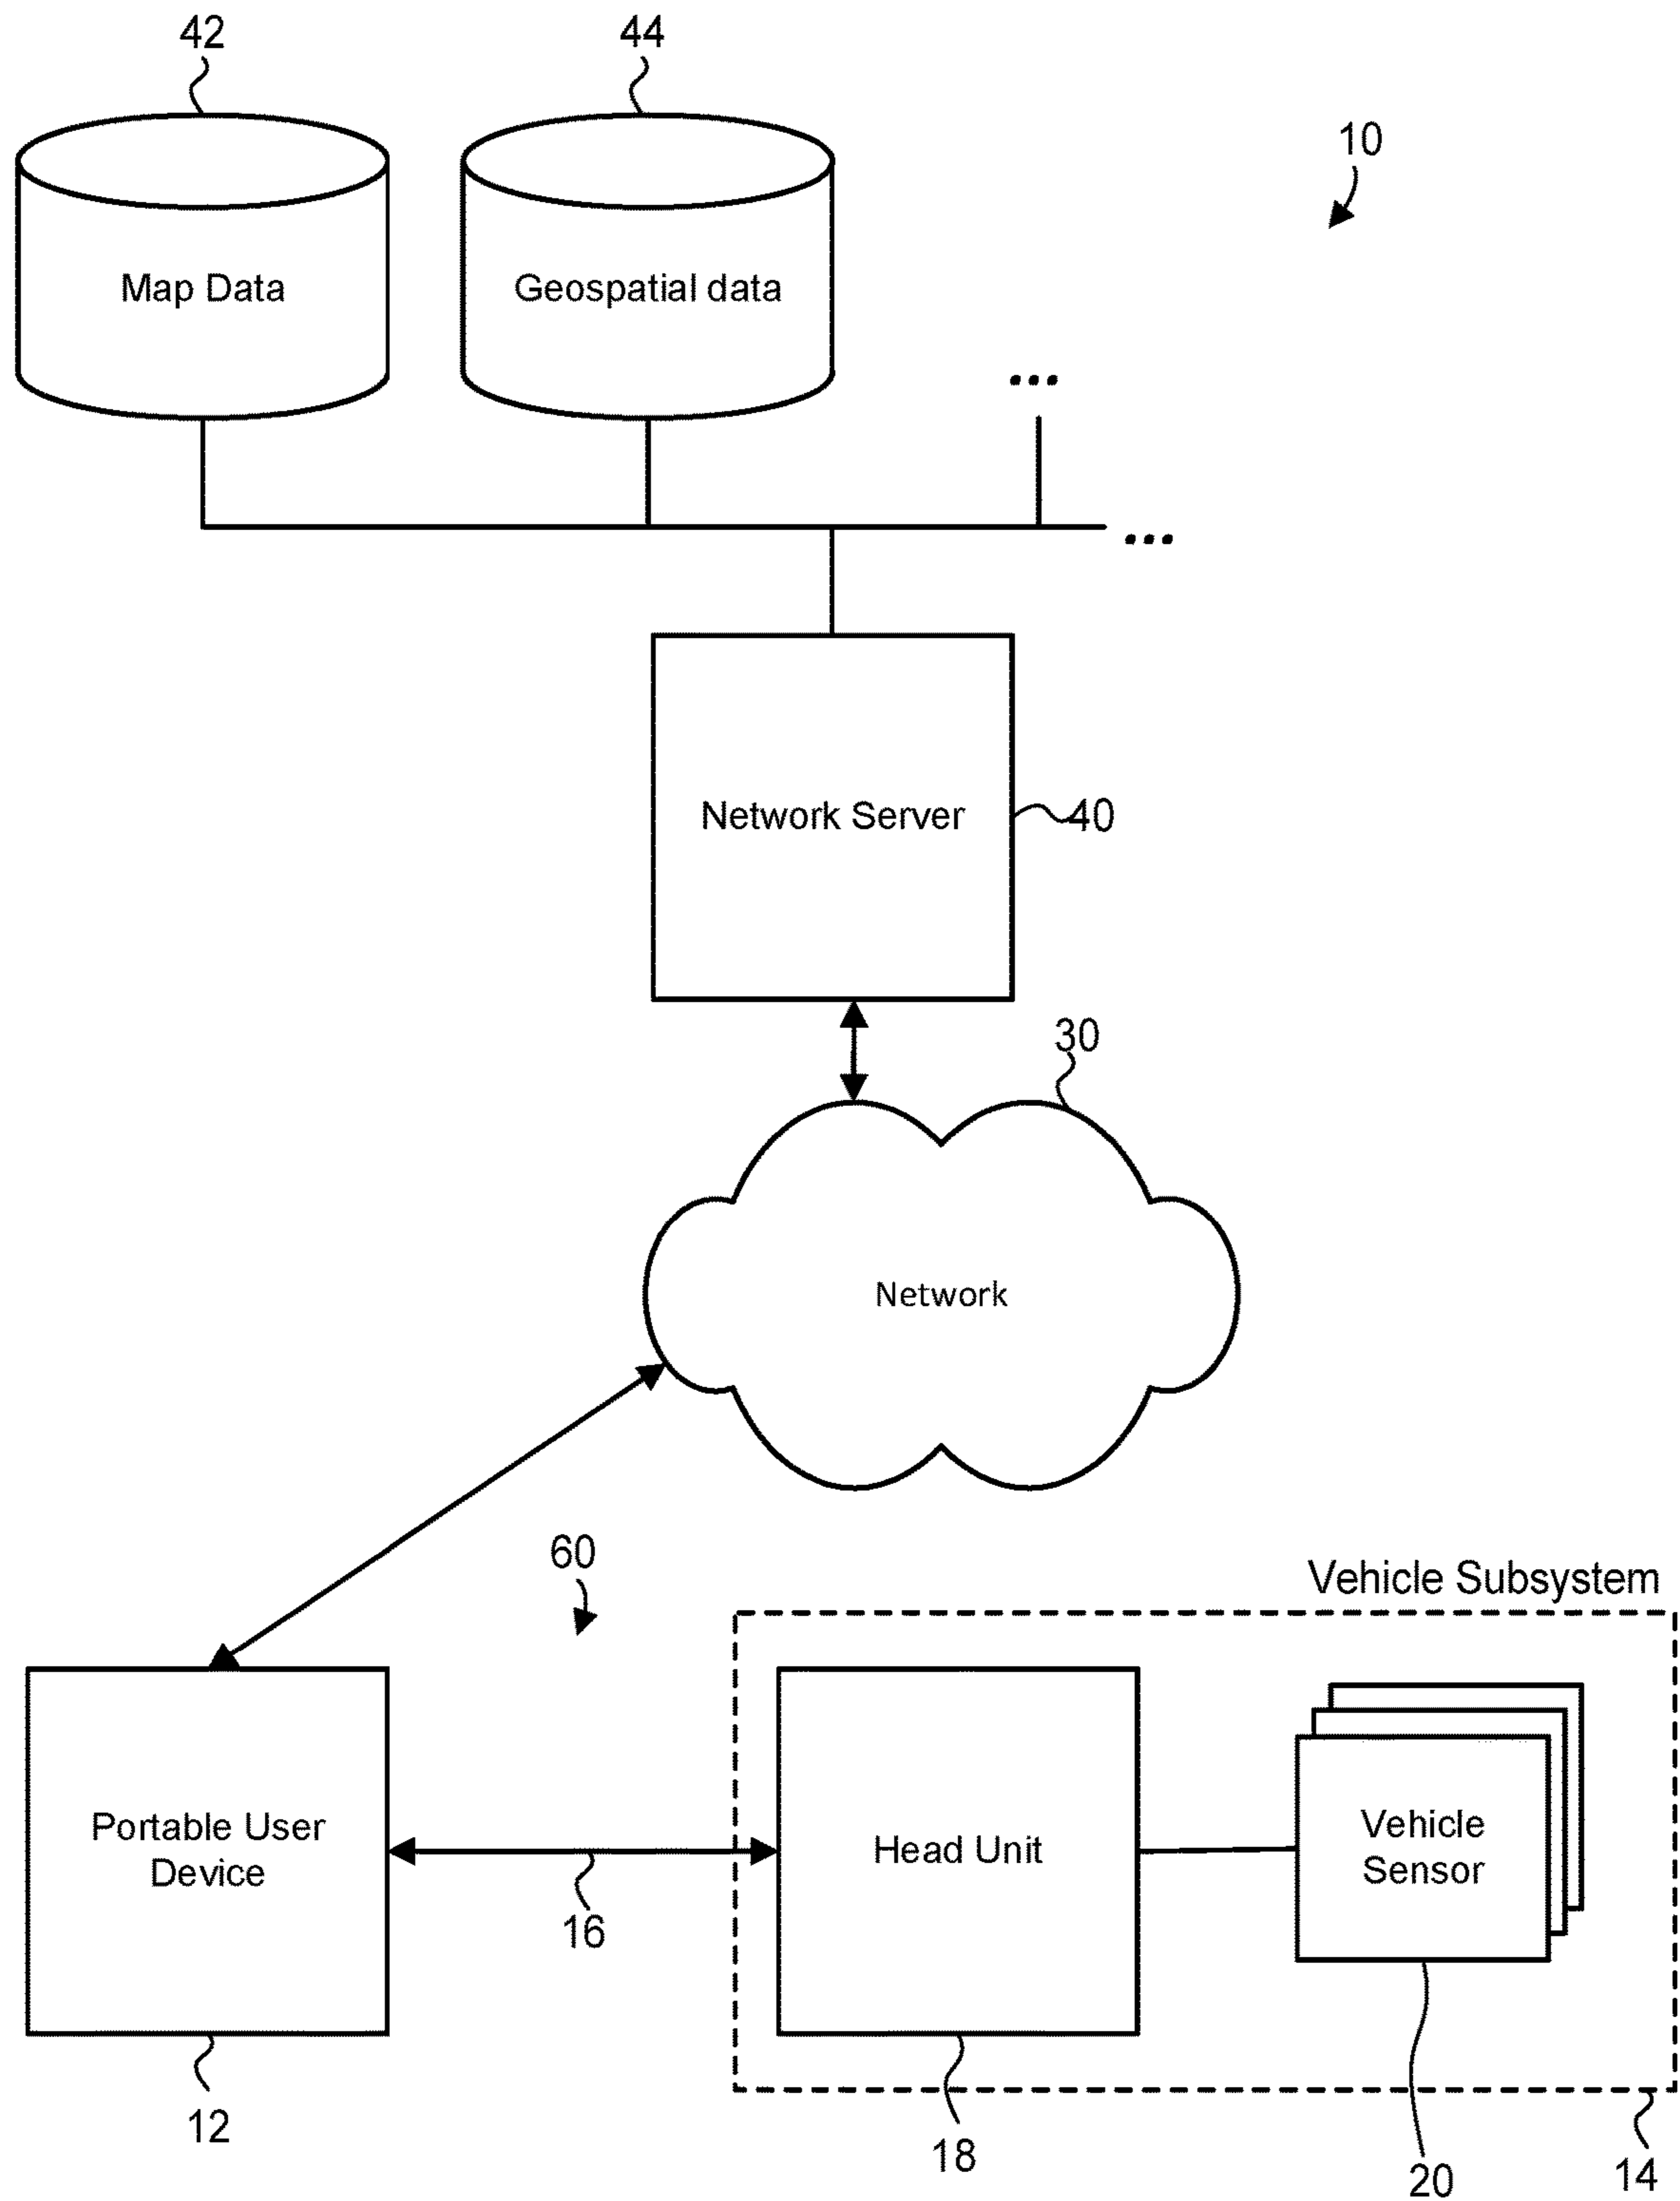 42
44
10
Map Data
Geospatial data
...
...
Network Server
40
30
Network
60
Vehicle Subsystem
Portable User
Device
16
Head Unit
Vehicle
Sensor
12
18
20
14